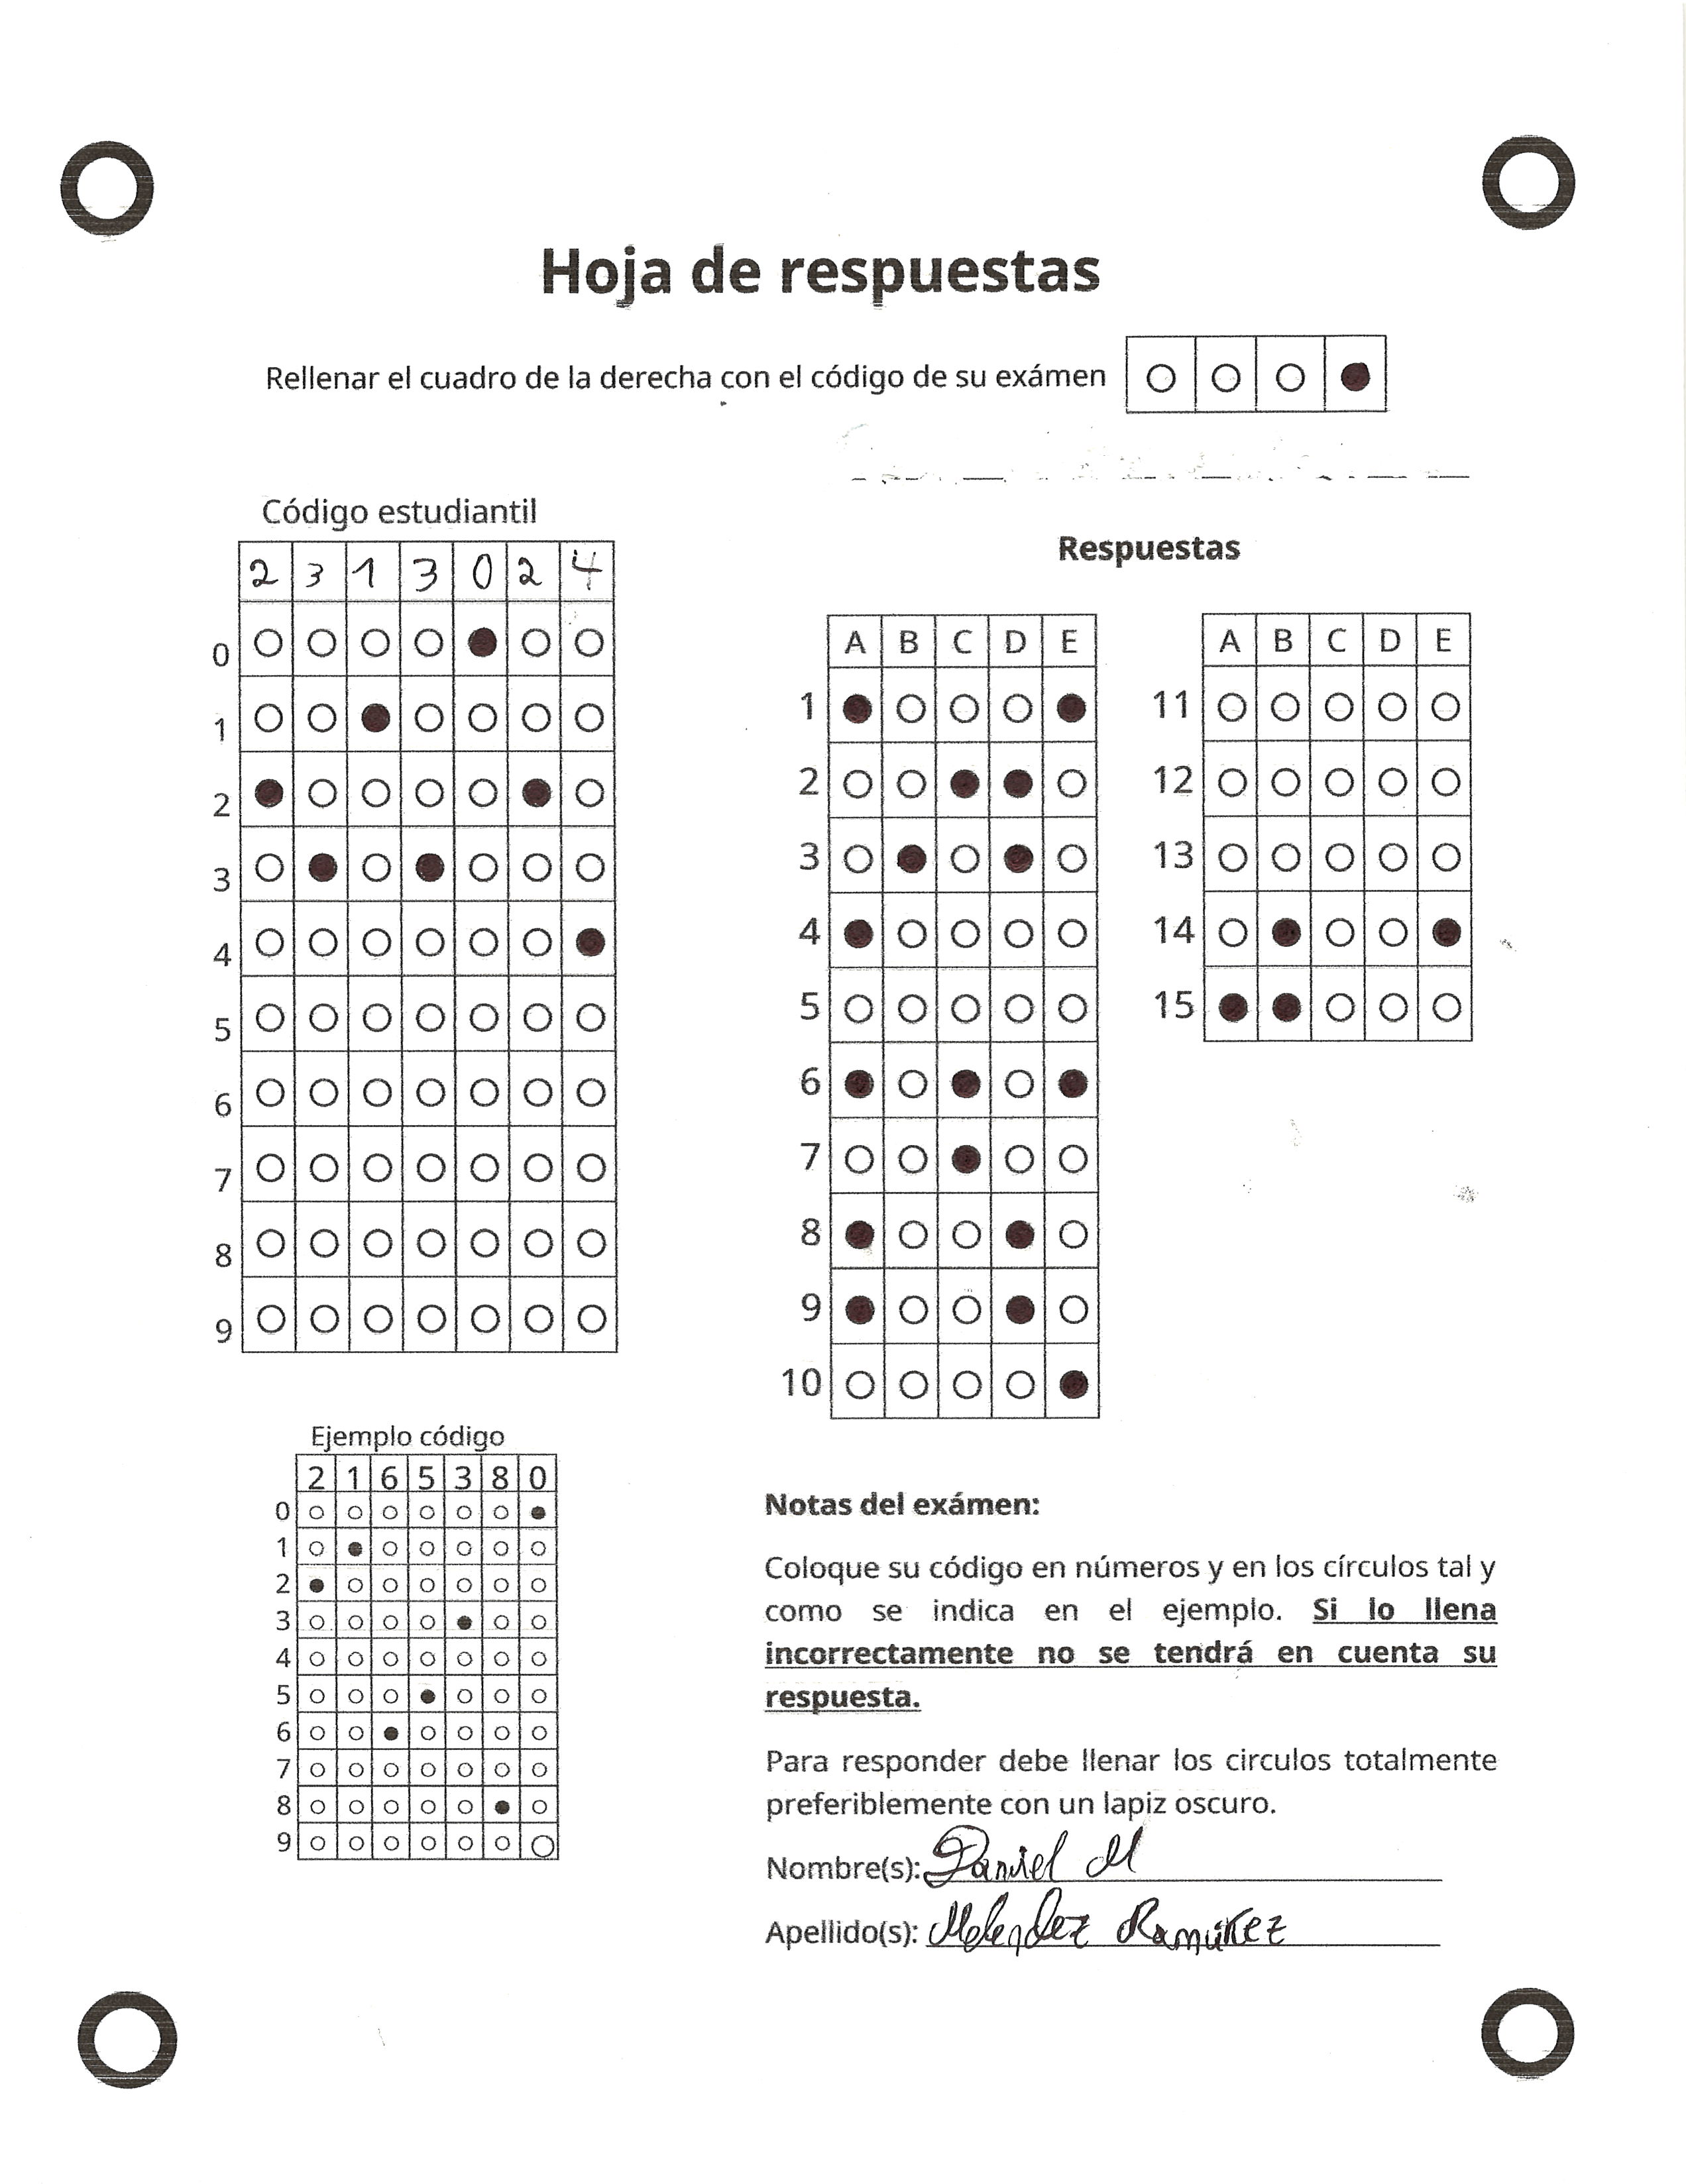 Hoja de respuestas
Rellenar el cuadro de la derecha con el código de su exámen
Código estudiantil
2 3 1 3 0 2 4
0
1
2
3
4
5
6
7
8
9
Respuestas
A B C D E
1
2
3
4
5
6
7
8
9
10
A B C D E
11
12
13
14
15
Ejemplo código
2 1 6 5 3 8 0
0
1
2
3
4
5
6
7
8
9
Notas del exámen:
Coloque su código en números y en los círculos tal y
como se indica en el ejemplo. Si lo llena
incorrectamente no se tendrá en cuenta su
respuesta.
Para responder debe llenar los circulos totalmente
preferiblemente con un lapiz oscuro.
Nombre(s): Daniel M
Apellido(s): Melendez Ramirez